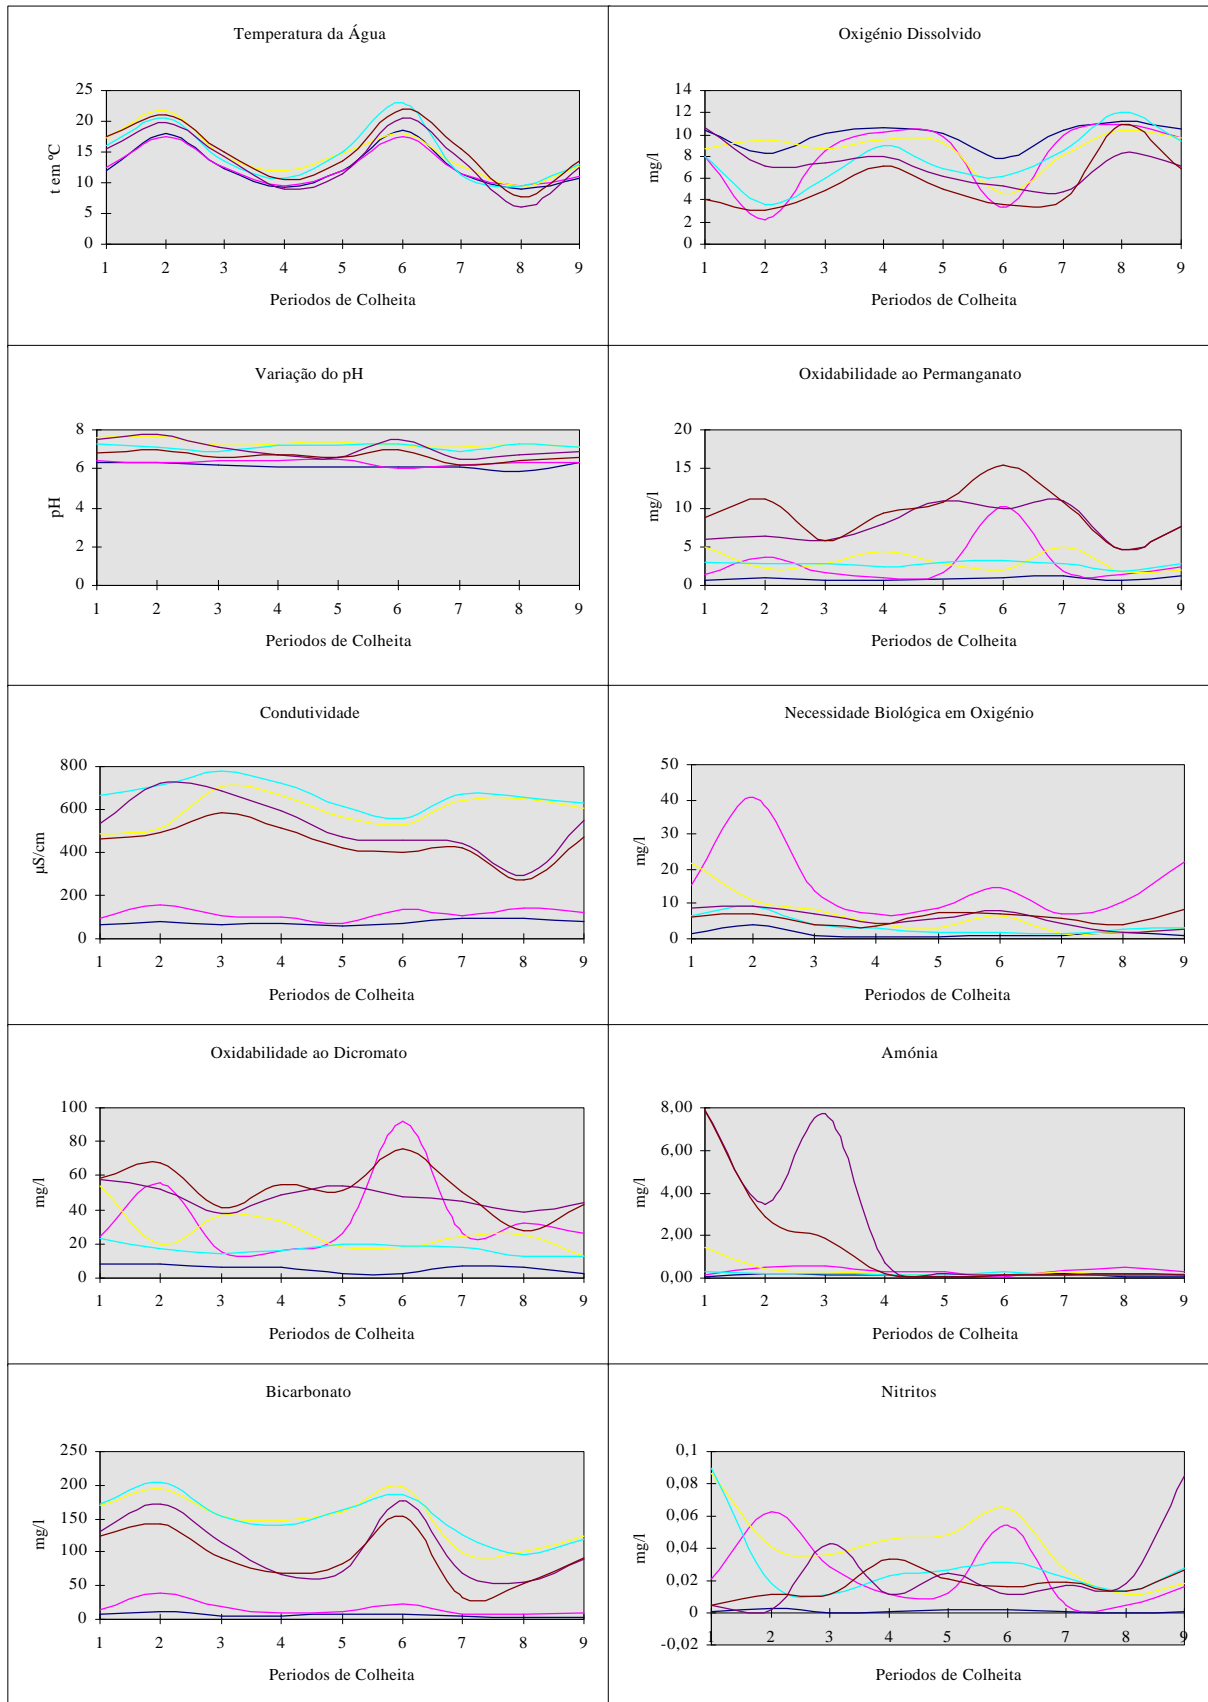 Temperatura da Água
25
20
15
10
5
0
t em ºC
1 2 3 4 5 6 7 8 9
Periodos de Colheita
Oxigénio Dissolvido
14
12
10
8
6
4
2
0
mg/l
1 2 3 4 5 6 7 8 9
Periodos de Colheita
Variação do pH
8
6
4
2
0
pH
1 2 3 4 5 6 7 8 9
Periodos de Colheita
Oxidabilidade ao Permanganato
20
15
10
5
0
mg/l
1 2 3 4 5 6 7 8 9
Periodos de Colheita
Condutividade
800
600
400
200
0
µS/cm
1 2 3 4 5 6 7 8 9
Periodos de Colheita
Necessidade Biológica em Oxigénio
50
40
30
20
10
0
mg/l
1 2 3 4 5 6 7 8 9
Periodos de Colheita
Oxidabilidade ao Dicromato
100
80
60
40
20
0
mg/l
1 2 3 4 5 6 7 8 9
Periodos de Colheita
Amónia
8,00
6,00
4,00
2,00
0,00
mg/l
1 2 3 4 5 6 7 8 9
Periodos de Colheita
Bicarbonato
250
200
150
100
50
0
mg/l
1 2 3 4 5 6 7 8 9
Periodos de Colheita
Nitritos
0,1
0,08
0,06
0,04
0,02
0
-0,02
mg/l
1 2 3 4 5 6 7 8 9
Periodos de Colheita